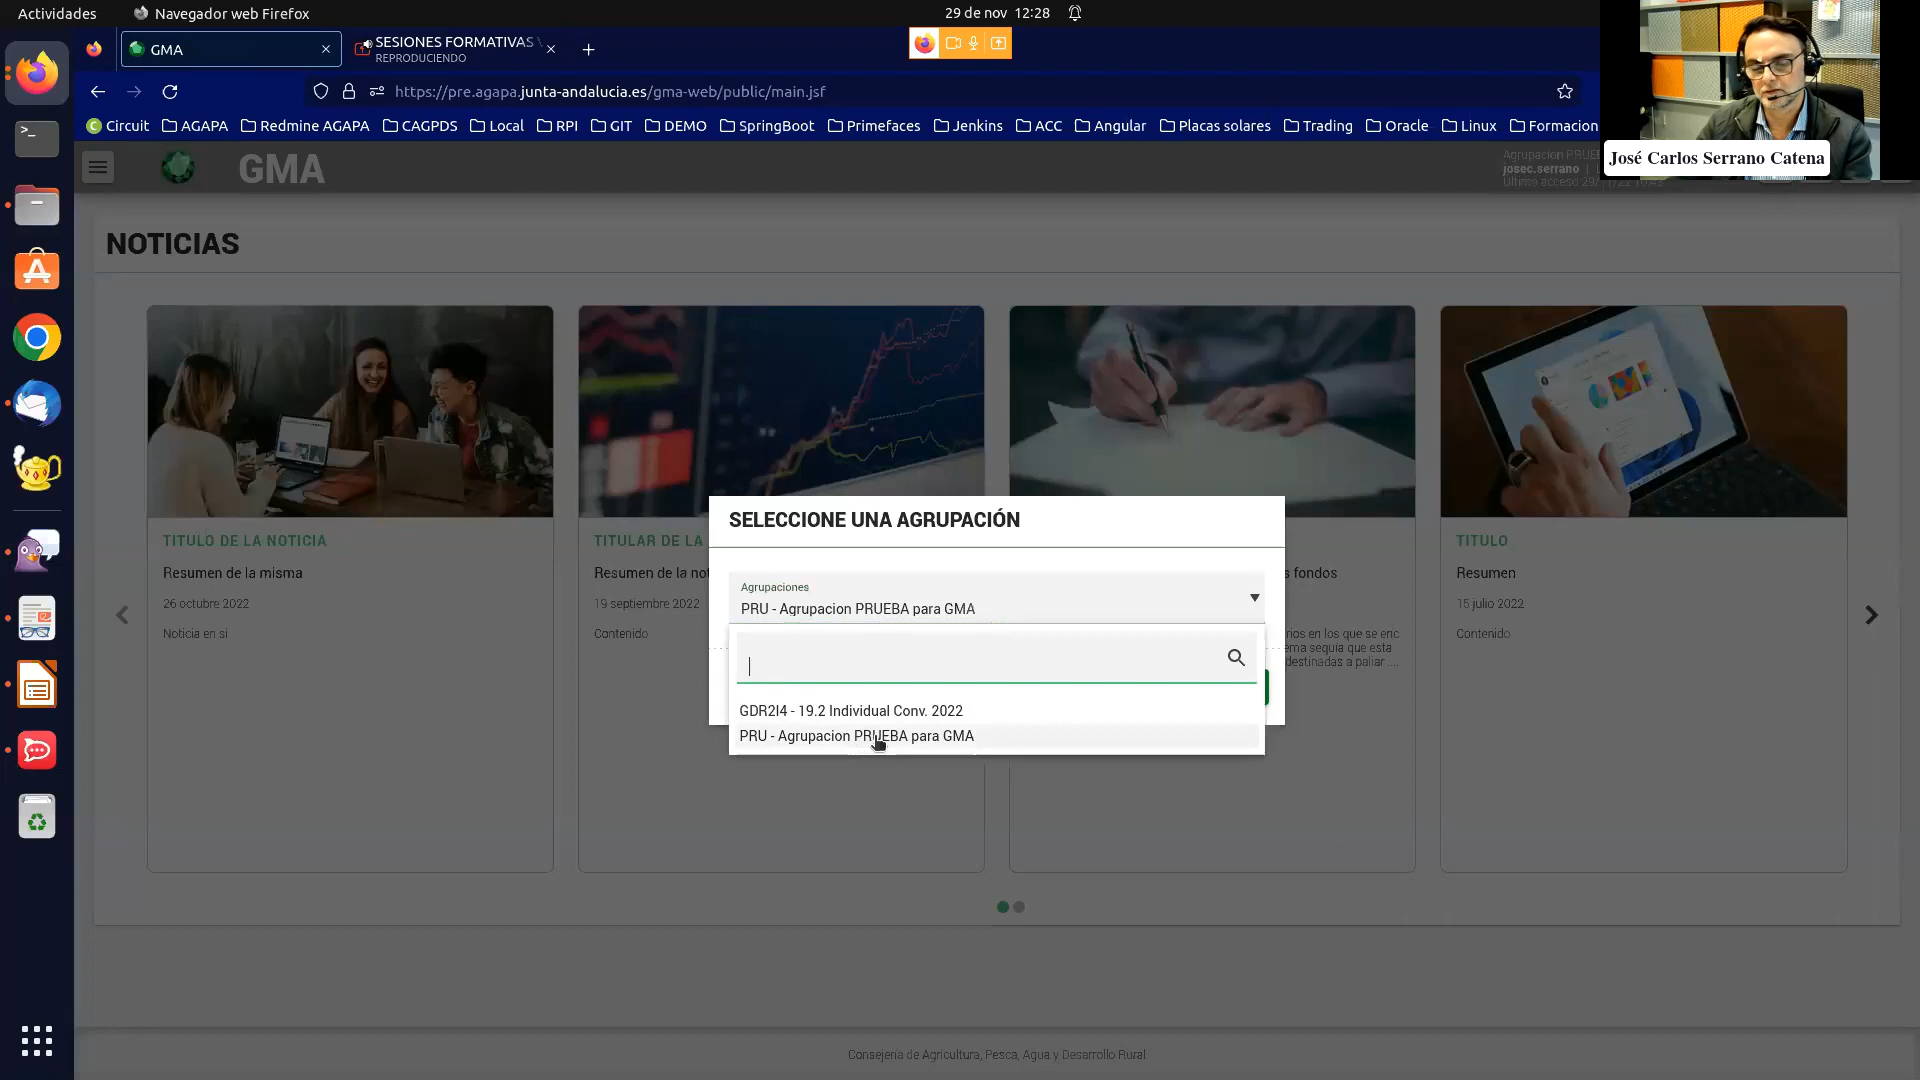 Actividades
Navegador web Firefox
29 de nov 12:28
GMA
SESIONES FORMATIVAS
REPRODUCIENDO
https://pre.agapa.junta-andalucia.es/gma-web/public/main.jsf
Circuit
AGAPA
Redmine AGAPA
CAGPDS
Local
RPI
GIT
DEMO
SpringBoot
Primefaces
Jenkins
ACC
Angular
Placas solares
Trading
Oracle
Linux
Formacion
José Carlos Serrano Catena
GMA
Agrupacion PRUE
josec.serrano |
Último acceso 29/
NOTICIAS
TITULO DE LA NOTICIA
Resumen de la misma
26 octubre 2022
Noticia en si
TITULAR DE LA
Resumen de la not
19 septiembre 2022
Contenido
s fondos
rios en los que se enc
ema sequia que esta
destinadas a paliar ....
TITULO
Resumen
15 julio 2022
Contenido
SELECCIONE UNA AGRUPACIÓN
Agrupaciones
PRU - Agrupacion PRUEBA para GMA
GDR2I4 - 19.2 Individual Conv. 2022
PRU - Agrupacion PRUEBA para GMA
Consejería de Agricultura, Pesca, Agua y Desarrollo Rural.